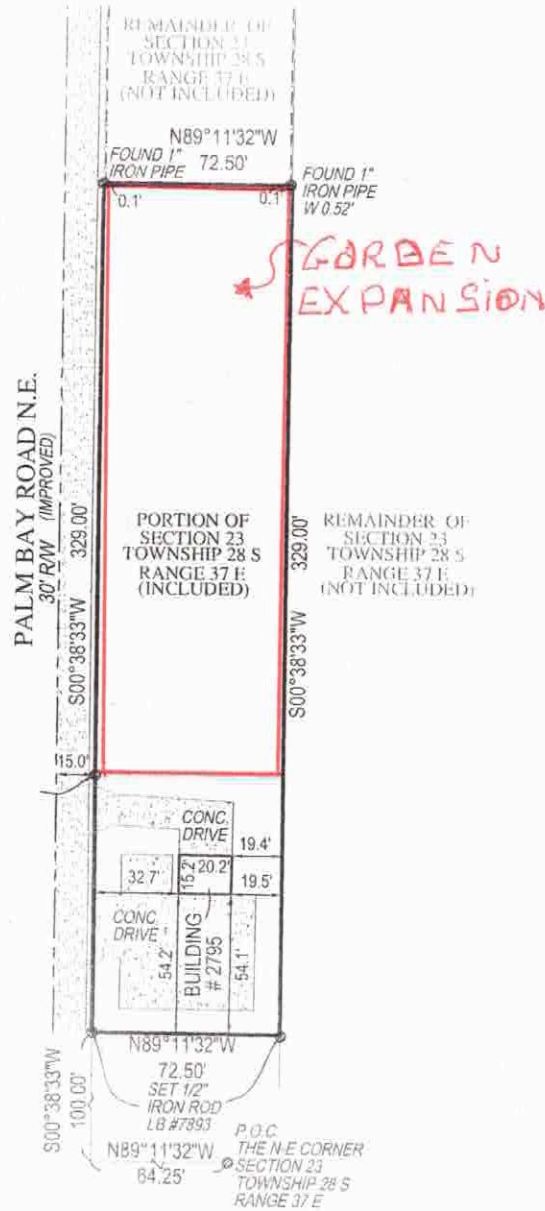 REMAINDER OF
SECTION 23
TOWNSHIP 28 S
RANGE 37 E
(NOT INCLUDED)
N89°11'32"W
72.50'
FOUND 1"
IRON PIPE
FOUND 1"
IRON PIPE
W 0.52'
0.1'
0.1'
GORDEN
EXPANSION
PALM BAY ROAD N.E.
30' R/W (IMPROVED)
329.00'
S00°38'33"W
PORTION OF
SECTION 23
TOWNSHIP 28 S
RANGE 37 E
(INCLUDED)
329.00'
S00°38'33"W
REMAINDER OF
SECTION 23
TOWNSHIP 28 S
RANGE 37 E
(NOT INCLUDED)
15.0'
CONC.
DRIVE
19.4'
32.7'
15.2'
20.2'
19.5'
CONC
DRIVE
54.2'
BUILDING
# 2795
54.1'
N89°11'32"W
72.50'
SET 1/2"
IRON ROD
LB #7893
S00°38'33"W
100.00'
N89°11'32"W
64.25'
P.O.C.
THE N-E CORNER
SECTION 23
TOWNSHIP 28 S
RANGE 37 E